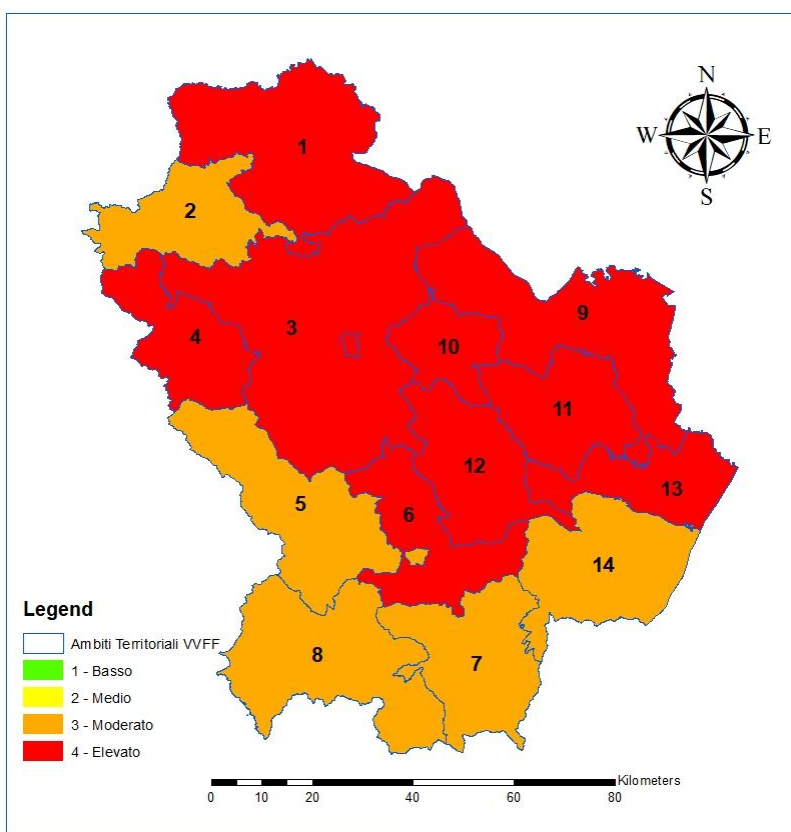 N
W E
S
1
2
3
4
5
6
7
8
9
10
11
12
13
14
Legend
Ambiti Territoriali VVFF
1 - Basso
2 - Medio
3 - Moderato
4 - Elevato
Kilometers
0 10 20 40 60 80